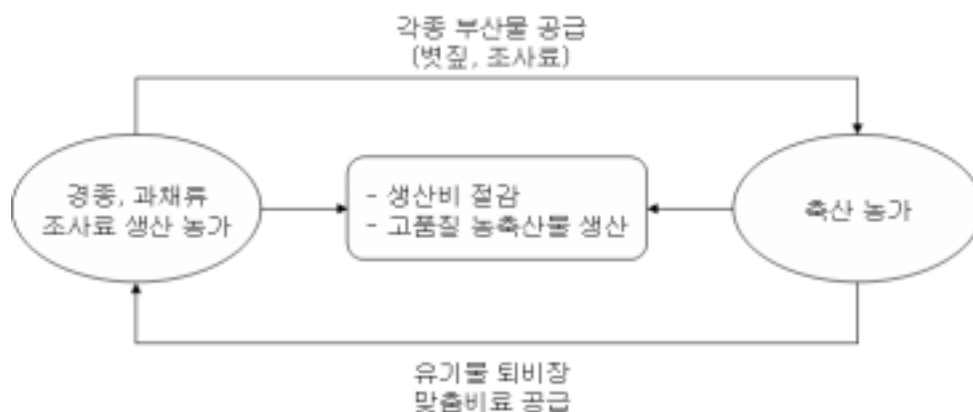 각종 부산물 공급
(볏짚, 조사료)
경종, 과채류
조사료 생산 농가
- 생산비 절감
- 고품질 농축산물 생산
축산 농가
유기물 퇴비장
맞춤비료 공급